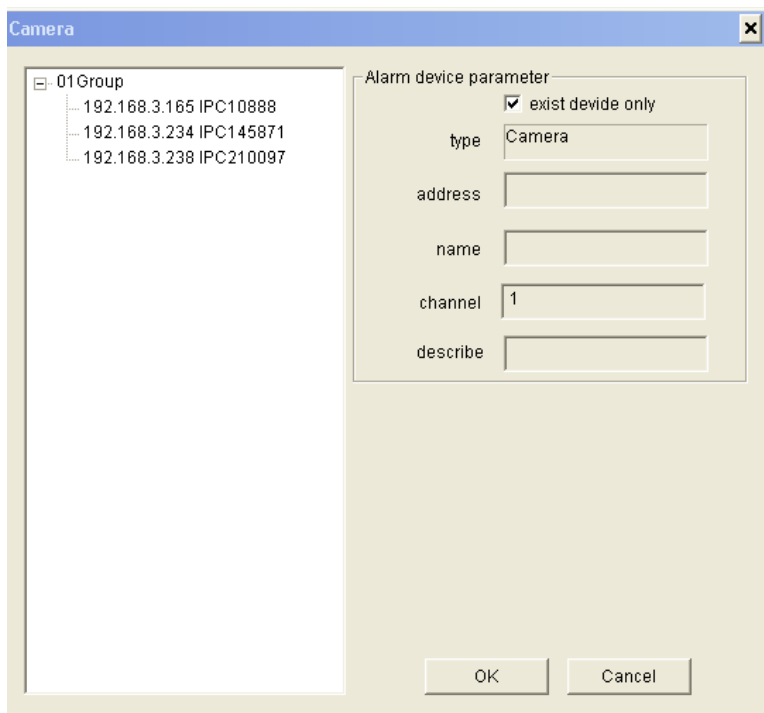 Camera
01Group
192.168.3.165 IPC10888
192.168.3.234 IPC145871
192.168.3.238 IPC210097
Alarm device parameter
exist devide only
type Camera
address
name
channel 1
describe
OK Cancel